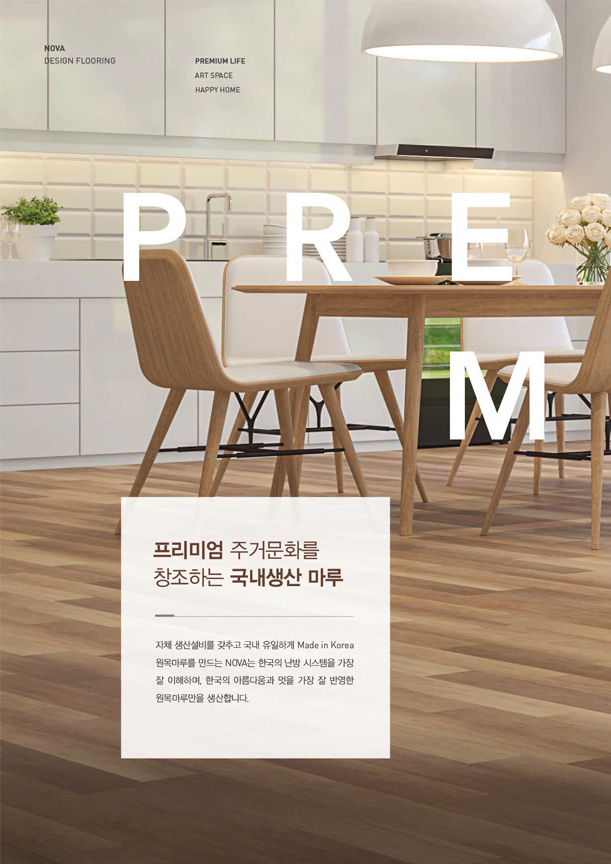 NOVA
DESIGN FLOORING
PREMIUM LIFE
ART SPACE
HAPPY HOME
P R E
M
프리미엄 주거문화를
창조하는 국내생산 마루
자체 생산설비를 갖추고 국내 유일하게 Made in Korea
원목마루를 만드는 NOVA는 한국의 난방 시스템을 가장
잘 이해하며, 한국의 아름다움과 멋을 가장 잘 반영한
원목마루만을 생산합니다.